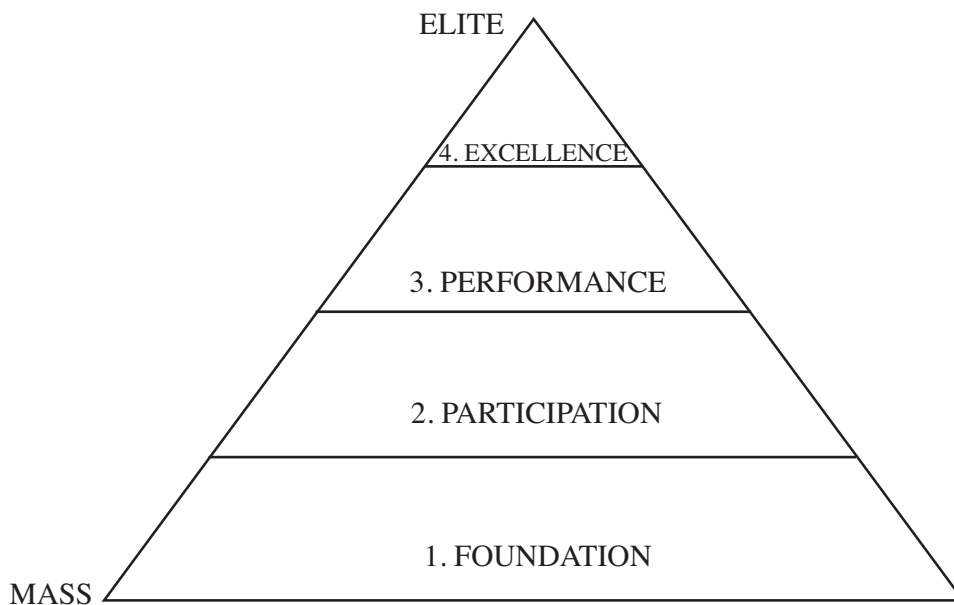 ELITE
4. EXCELLENCE
3. PERFORMANCE
2. PARTICIPATION
1. FOUNDATION
MASS